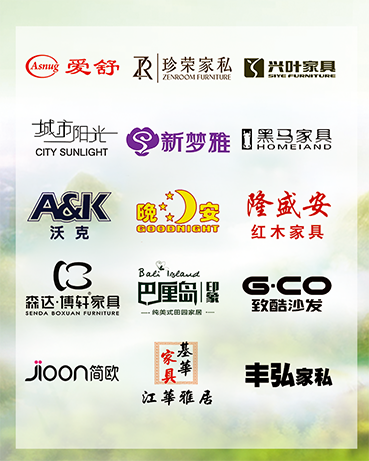 Asnug 爱舒
珍荣家私
ZENROOM FURNITURE
兴叶家具
SIYE FURNITURE
城市阳光
CITY SUNLIGHT
新梦雅
黑马家具
HOMEIAND
A&K
沃克
晚安
GOODNIGHT
隆盛安
红木家具
森达·博轩家具
SENDA BOXUAN FURNITURE
Bali Island
巴厘岛印象
纯美式田园家居
G·CO
致酷沙发
Jioon简欧
基華
家具
江華雅居
丰弘家私